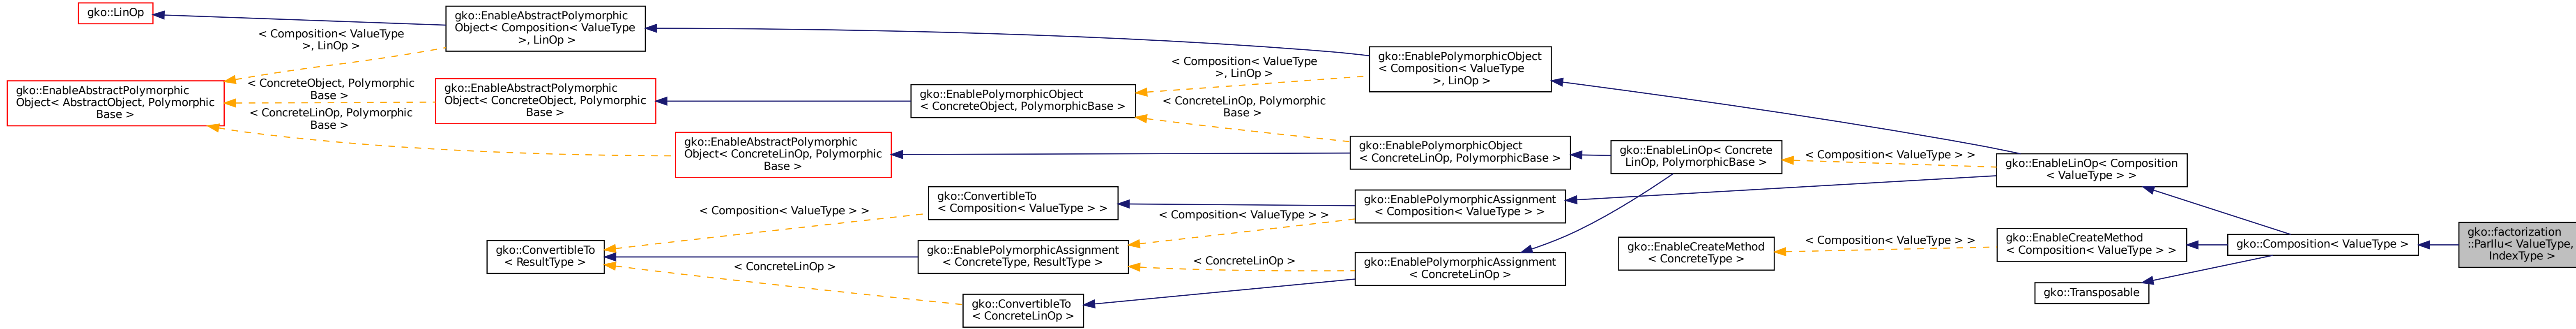 gko::LinOp
gko::EnableAbstractPolymorphic
Object< Composition< ValueType
>, LinOp >
< Composition< ValueType
>, LinOp >
gko::EnableAbstractPolymorphic
Object< AbstractObject, Polymorphic
Base >
< ConcreteObject, Polymorphic
Base >
< ConcreteLinOp, Polymorphic
Base >
gko::EnableAbstractPolymorphic
Object< ConcreteObject, Polymorphic
Base >
gko::EnableAbstractPolymorphic
Object< ConcreteLinOp, Polymorphic
Base >
gko::EnablePolymorphicObject
< ConcreteObject, PolymorphicBase >
< Composition< ValueType
>, LinOp >
< ConcreteLinOp, Polymorphic
Base >
gko::EnablePolymorphicObject
< Composition< ValueType
>, LinOp >
gko::EnablePolymorphicObject
< ConcreteLinOp, PolymorphicBase >
gko::EnableLinOp< Concrete
LinOp, PolymorphicBase >
< Composition< ValueType > >
gko::EnableLinOp< Composition
< ValueType > >
gko::ConvertibleTo
< ResultType >
< Composition< ValueType > >
gko::ConvertibleTo
< Composition< ValueType > >
gko::EnablePolymorphicAssignment
< ConcreteType, ResultType >
< ConcreteLinOp >
gko::ConvertibleTo
< ConcreteLinOp >
< Composition< ValueType > >
< ConcreteLinOp >
gko::EnablePolymorphicAssignment
< Composition< ValueType > >
gko::EnablePolymorphicAssignment
< ConcreteLinOp >
gko::EnableCreateMethod
< ConcreteType >
< Composition< ValueType > >
gko::EnableCreateMethod
< Composition< ValueType > >
gko::Transposable
gko::Composition< ValueType >
gko::factorization
::ParIlu< ValueType,
IndexType >